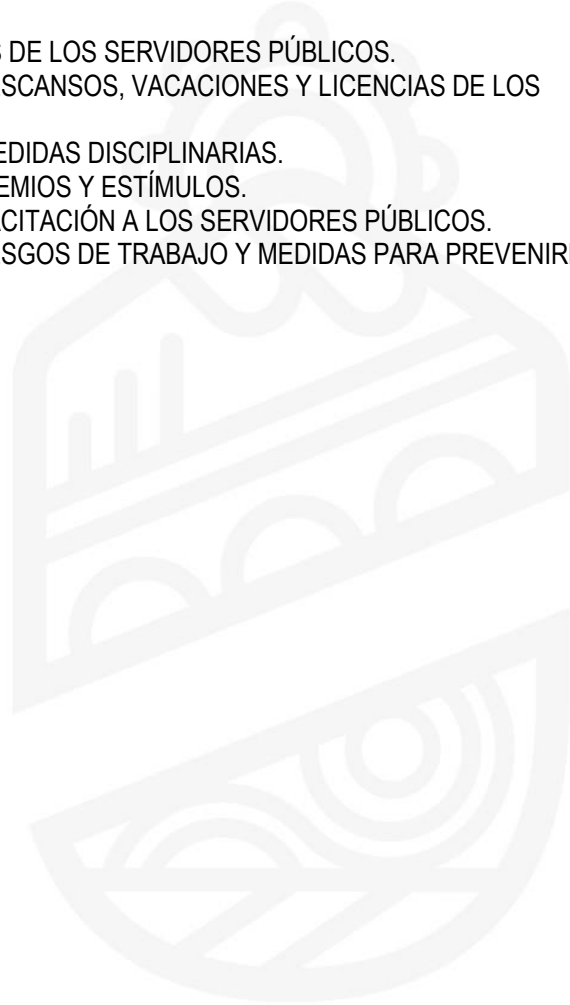 S DE LOS SERVIDORES PÚBLICOS.
SCANSOS, VACACIONES Y LICENCIAS DE LOS
EDIDAS DISCIPLINARIAS.
EMIOS Y ESTÍMULOS.
ACITACIÓN A LOS SERVIDORES PÚBLICOS.
SGOS DE TRABAJO Y MEDIDAS PARA PREVENIR